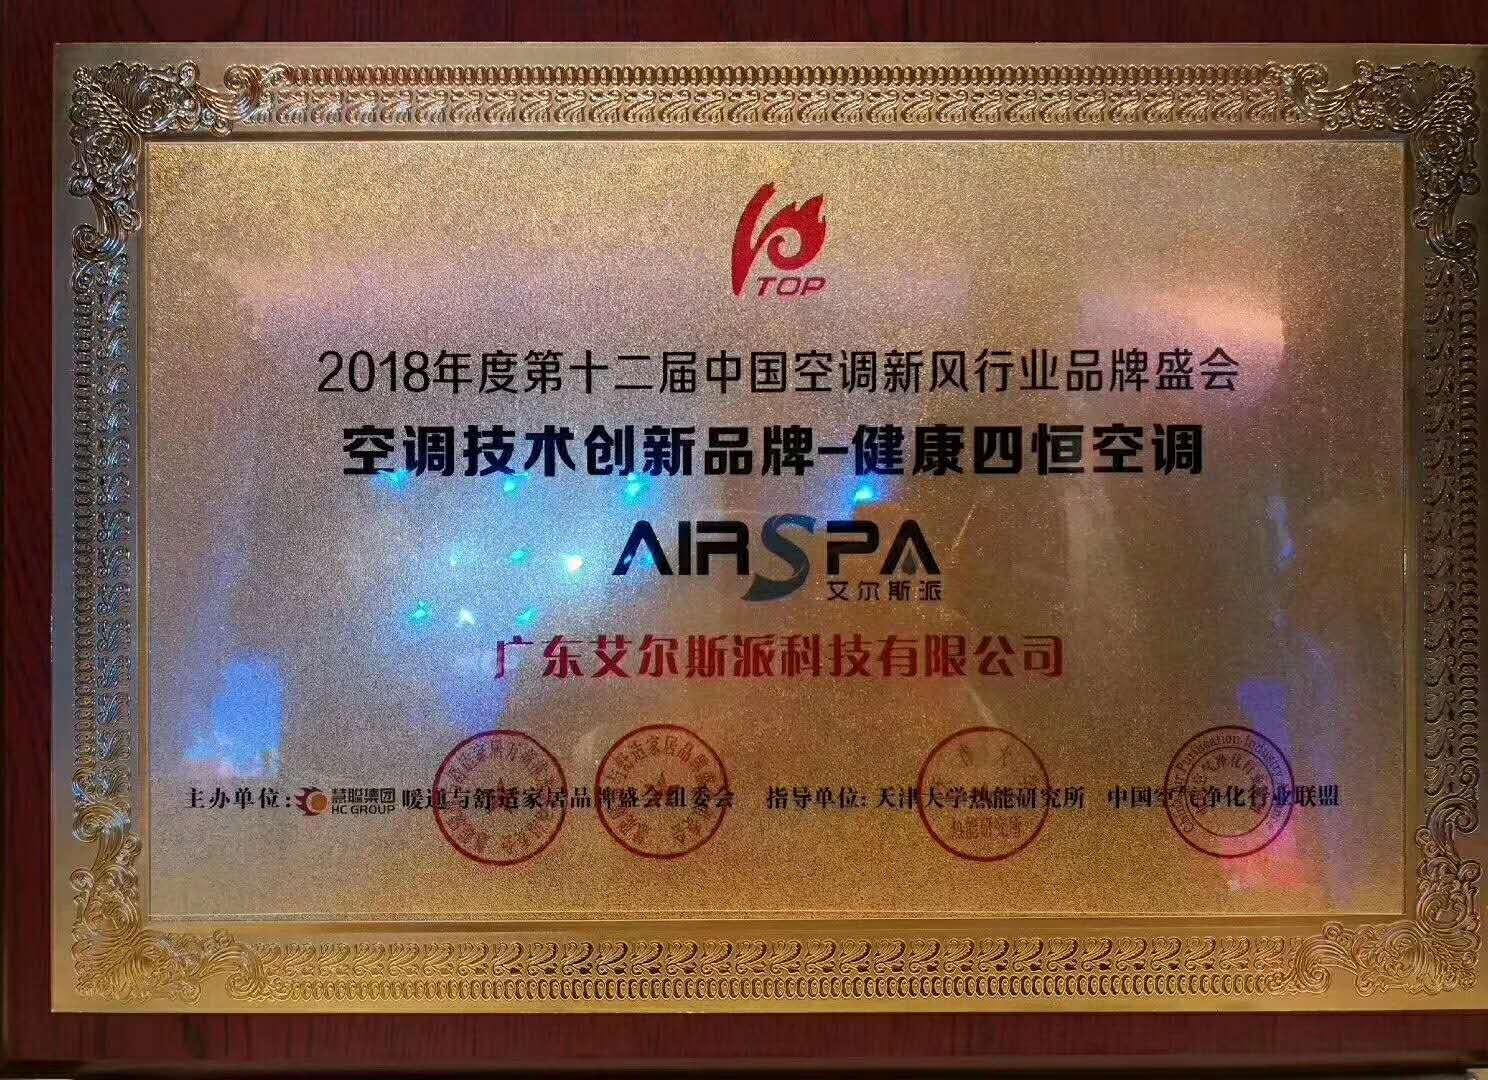 TOP
2018年度第十二届中国空调新风行业品牌盛会
空调技术创新品牌-健康四恒空调
AIRSPA
艾尔斯派
广东艾尔斯派科技有限公司
主办单位: 慧聪集团 HC GROUP 暖通与舒适家居品牌盛会组委会 指导单位: 天津大学热能研究所 中国空气净化行业联盟
热能研究所